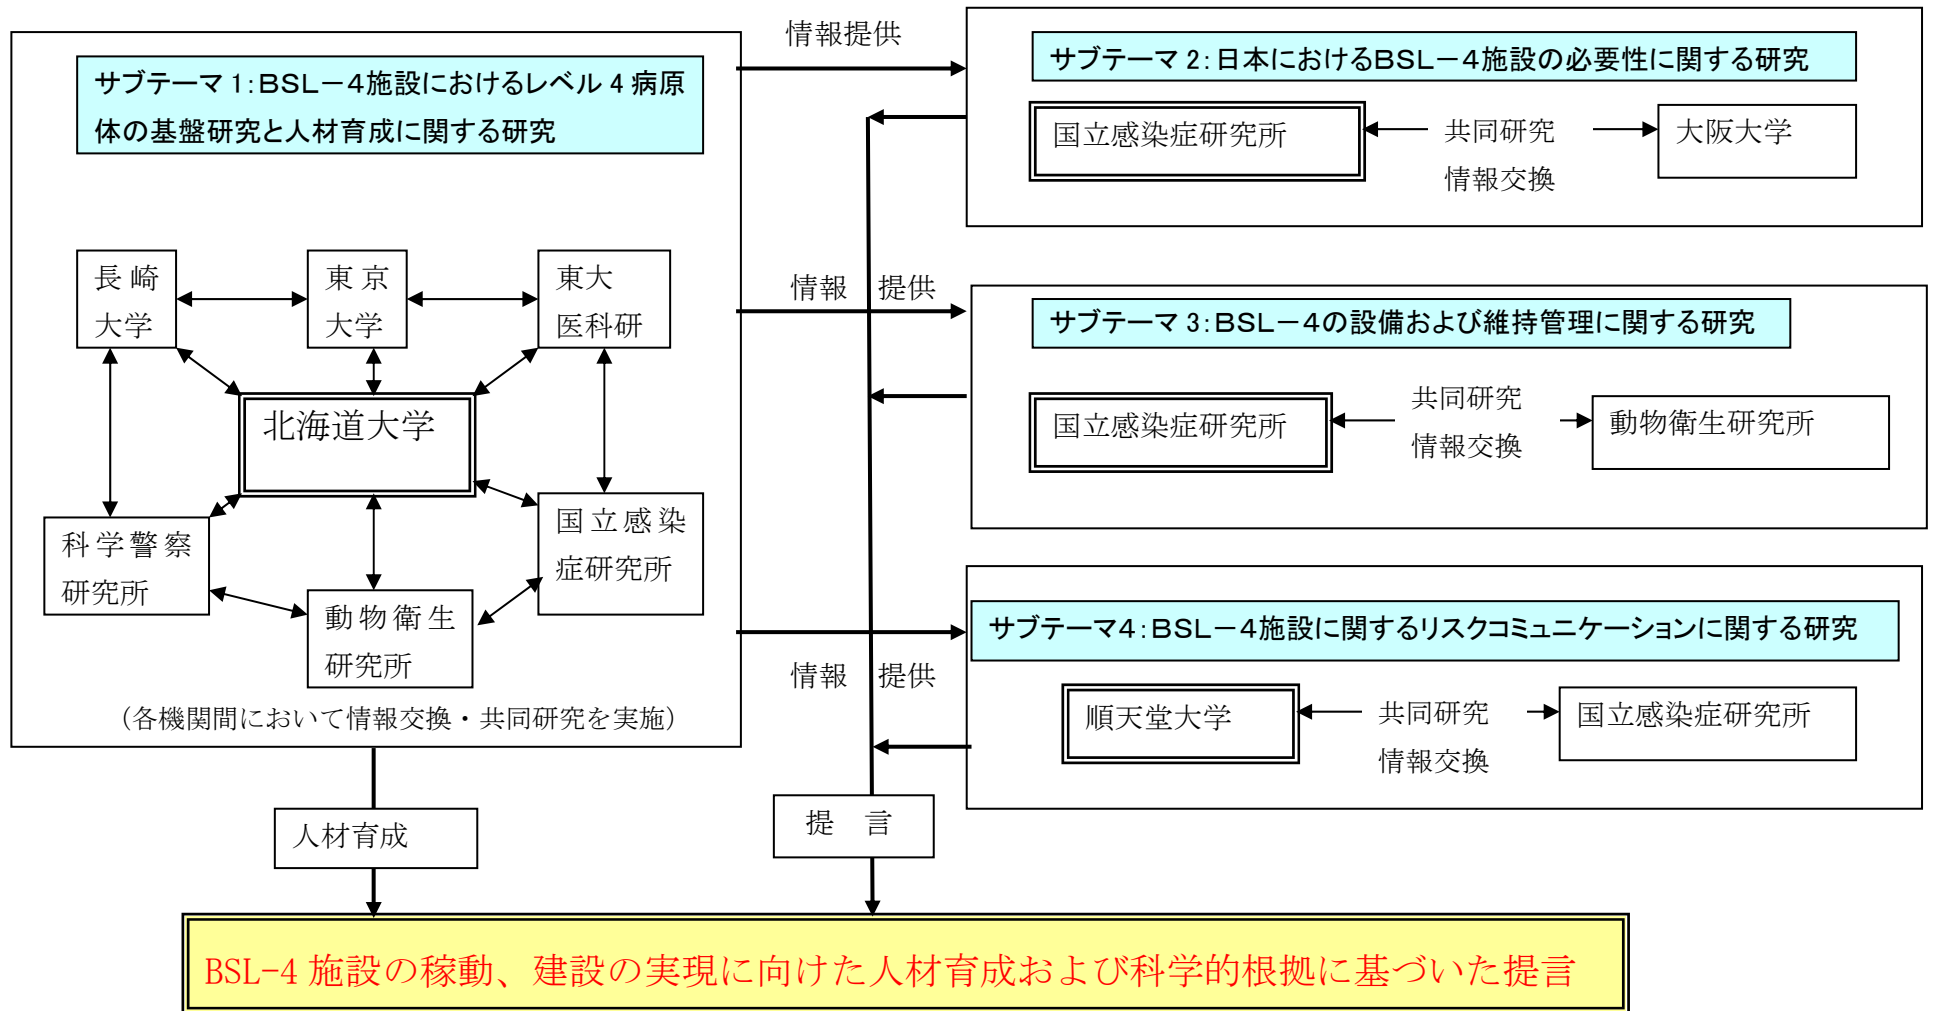 サブテーマ 1：ＢＳＬ－４施設におけるレベル 4 病原
体の基盤研究と人材育成に関する研究
長 崎
大学
東 京
大学
東大
医科研
北海道大学
科学警察
研究所
動物衛生
研究所
国立感染
症研究所
（各機関間において情報交換・共同研究を実施）
情報提供
サブテーマ 2：日本におけるＢＳＬ－４施設の必要性に関する研究
国立感染症研究所
共同研究
情報交換
大阪大学
情報 提供
サブテーマ 3：ＢＳＬ－４の設備および維持管理に関する研究
国立感染症研究所
共同研究
情報交換
動物衛生研究所
サブテーマ４：ＢＳＬ－４施設に関するリスクコミュニケーションに関する研究
情報 提供
順天堂大学
共同研究
情報交換
国立感染症研究所
人材育成
提 言
BSL-4 施設の稼動、建設の実現に向けた人材育成および科学的根拠に基づいた提言